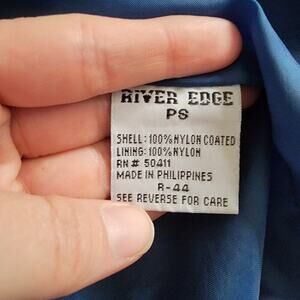 RIVER EDGE
PS
SHELL: 100% NYLON COATED
LINING: 100% NYLON
RN # 50411
MADE IN PHILIPPINES
R-44
SEE REVERSE FOR CARE